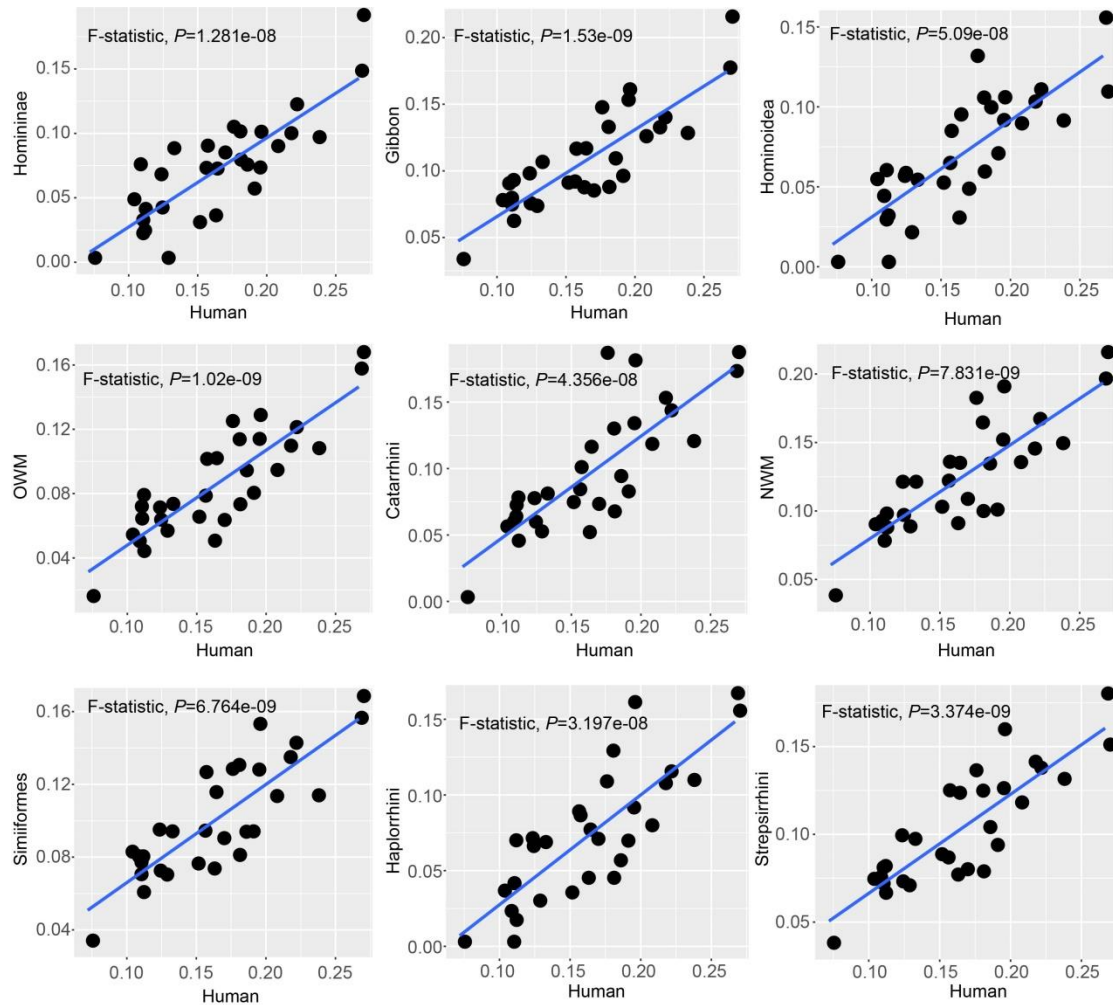 F-statistic, P=1.281e-08
Homininae
0.15
0.10
0.05
0.00
0.10
0.15
0.20
0.25
Human
F-statistic, P=1.53e-09
Gibbon
0.20
0.15
0.10
0.05
0.10
0.15
0.20
0.25
Human
F-statistic, P=5.09e-08
Hominoidea
0.15
0.10
0.05
0.00
0.10
0.15
0.20
0.25
Human
F-statistic, P=1.02e-09
OWM
0.16
0.12
0.08
0.04
0.10
0.15
0.20
0.25
Human
F-statistic, P=4.356e-08
Catarrhini
0.15
0.10
0.05
0.00
0.10
0.15
0.20
0.25
Human
F-statistic, P=7.831e-09
NWM
0.20
0.15
0.10
0.05
0.10
0.15
0.20
0.25
Human
F-statistic, P=6.764e-09
Simiiformes
0.16
0.12
0.08
0.04
0.10
0.15
0.20
0.25
Human
F-statistic, P=3.197e-08
Haplorrhini
0.15
0.10
0.05
0.00
0.10
0.15
0.20
0.25
Human
F-statistic, P=3.374e-09
Strepsirrhini
0.15
0.10
0.05
0.10
0.15
0.20
0.25
Human